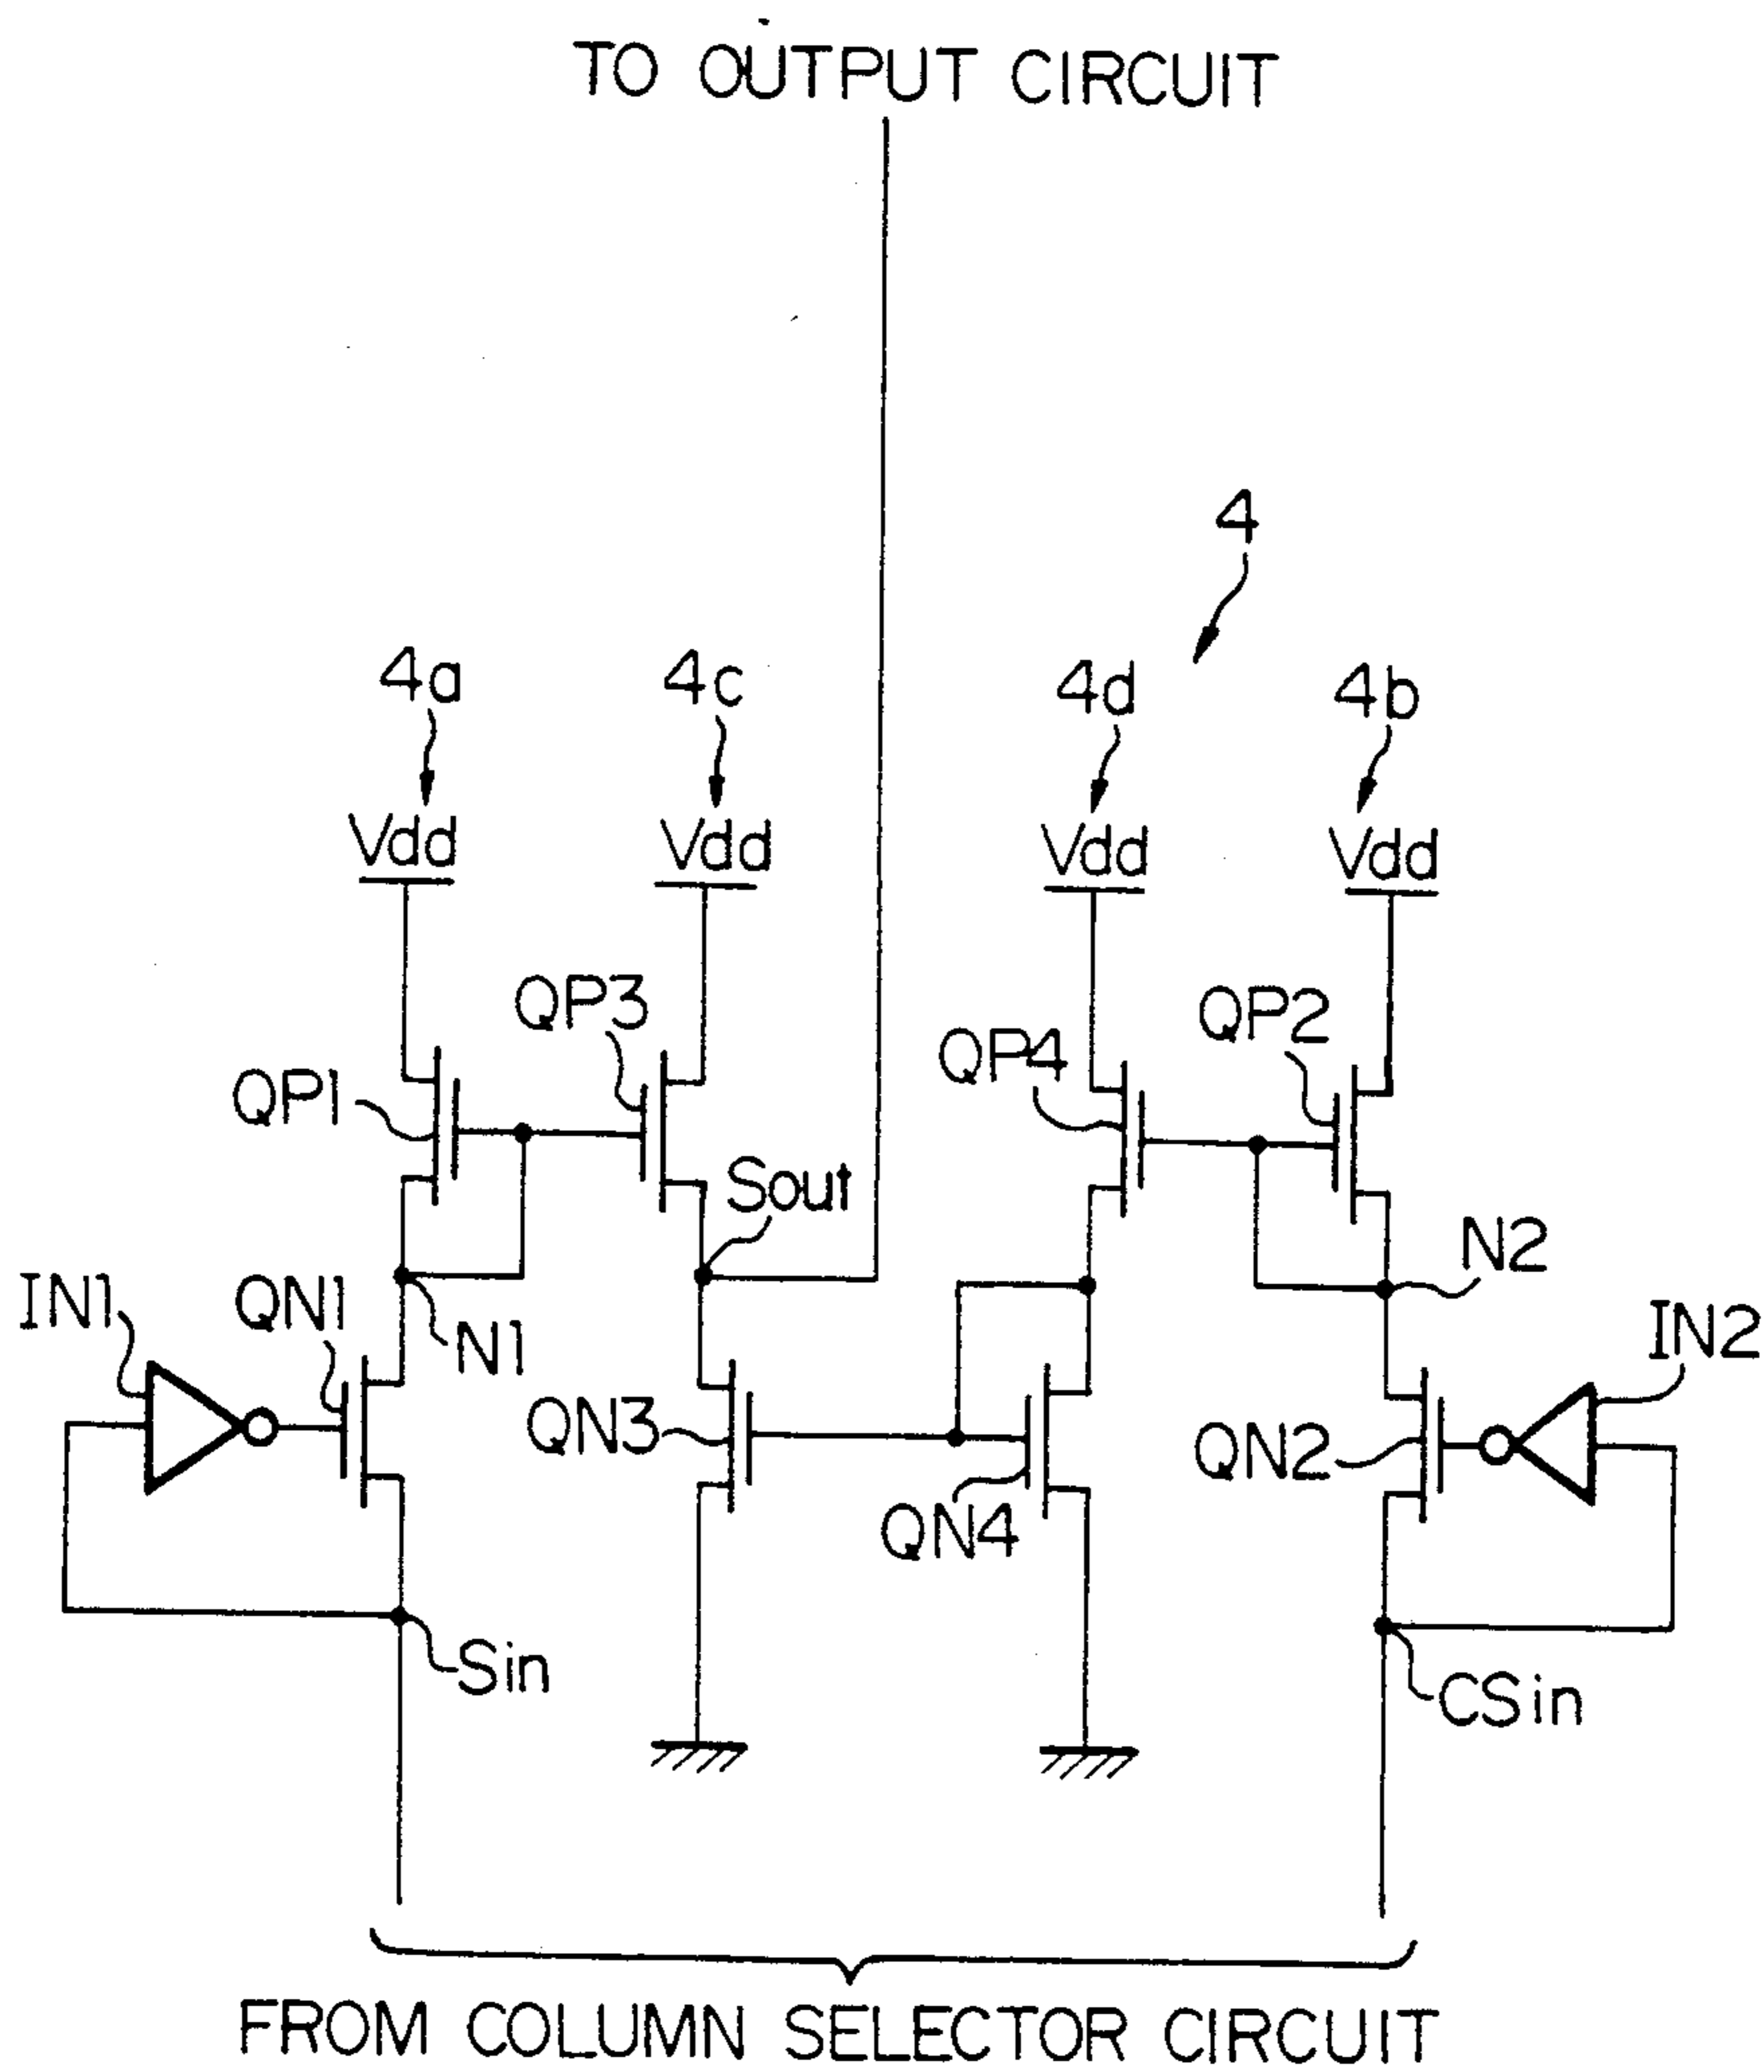 TO OUTPUT CIRCUIT
4
4a
4c
4d
4b
Vdd
Vdd
Vdd
Vdd
QP3
QP2
QP4
QP1
Sout
N2
IN1
QN1
N1
IN2
QN3
QN2
QN4
Sin
CSin
FROM COLUMN SELECTOR CIRCUIT